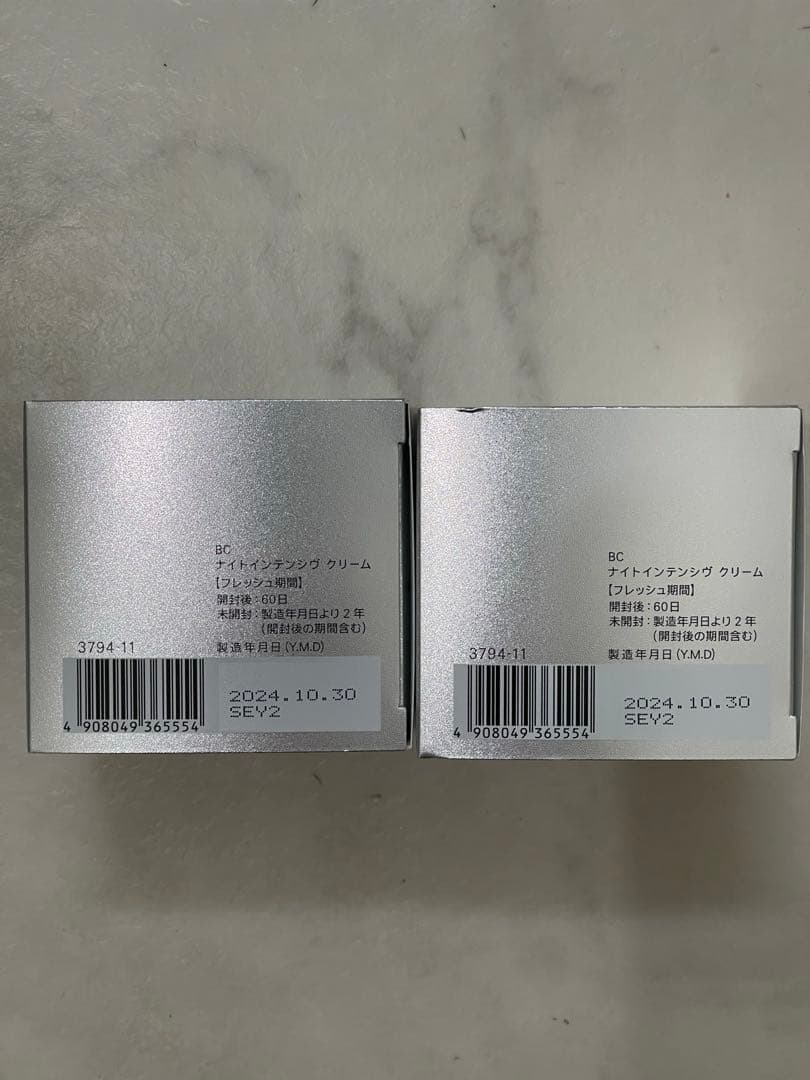 BC
ナイトインテンシヴ クリーム
【フレッシュ期間】
開封後：60日
未開封：製造年月日より2年
（開封後の期間含む）
3794-11
製造年月日（Y.M.D）
2024.10.30
SEY2
4 908049 365554
BC
ナイトインテンシヴ クリーム
【フレッシュ期間】
開封後：60日
未開封：製造年月日より2年
（開封後の期間含む）
3794-11
製造年月日（Y.M.D）
2024.10.30
SEY2
4 908049 365554